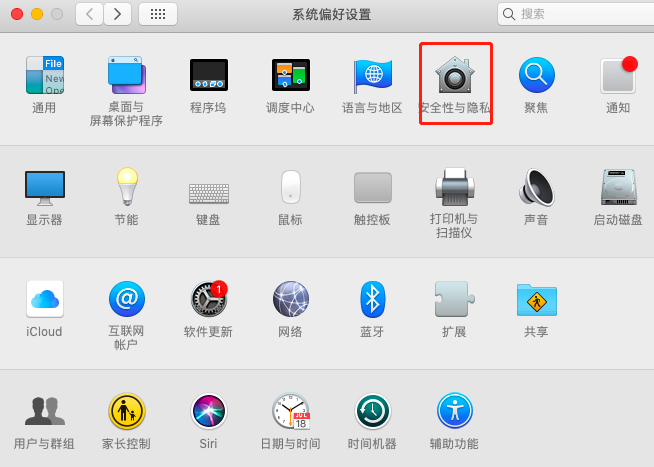 系统偏好设置
搜索
File
New
Ope
通用
桌面与
屏幕保护程序
程序坞
调度中心
语言与地区
安全性与隐私
聚焦
通知
显示器
节能
键盘
鼠标
触控板
打印机与
扫描仪
声音
启动磁盘
iCloud
@
互联网
帐户
1
软件更新
网络
蓝牙
扩展
共享
用户与群组
家长控制
Siri
JUL
18
日期与时间
时间机器
辅助功能